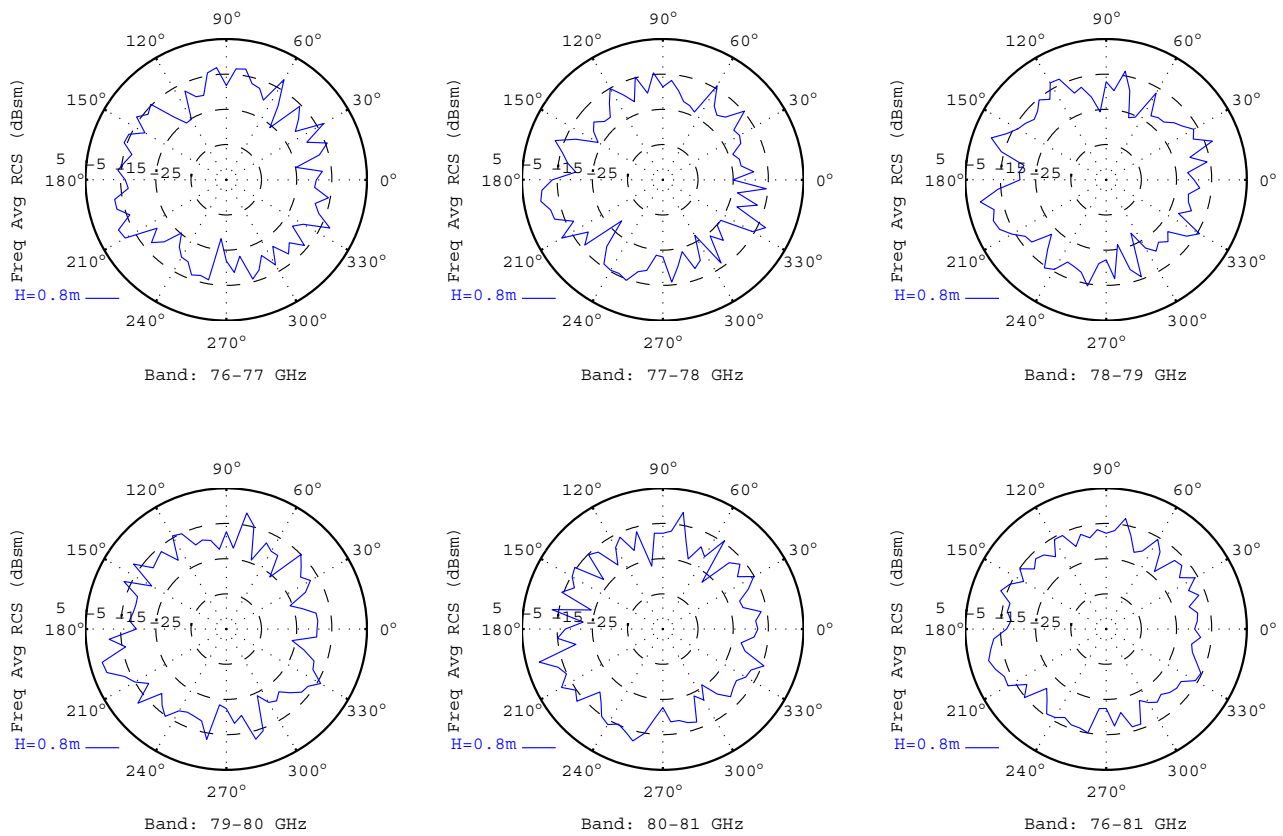 90° 90° 90°
120° 60° 120° 60° 120° 60°
150° 30° 150° 30° 150° 30°
Freq Avg RCS (dBsm) Freq Avg RCS (dBsm) Freq Avg RCS (dBsm)
5 -5 -15 -25 5 -5 -15 -25 5 -5 -15 -25
180° 0° 180° 0° 180° 0°
210° 330° 210° 330° 210° 330°
H=0.8m H=0.8m H=0.8m
240° 300° 240° 300° 240° 300°
270° 270° 270°
Band: 76-77 GHz Band: 77-78 GHz Band: 78-79 GHz
90° 90° 90°
120° 60° 120° 60° 120° 60°
150° 30° 150° 30° 150° 30°
Freq Avg RCS (dBsm) Freq Avg RCS (dBsm) Freq Avg RCS (dBsm)
5 -5 -15 -25 5 -5 -15 -25 5 -5 -15 -25
180° 0° 180° 0° 180° 0°
210° 330° 210° 330° 210° 330°
H=0.8m H=0.8m H=0.8m
240° 300° 240° 300° 240° 300°
270° 270° 270°
Band: 79-80 GHz Band: 80-81 GHz Band: 76-81 GHz